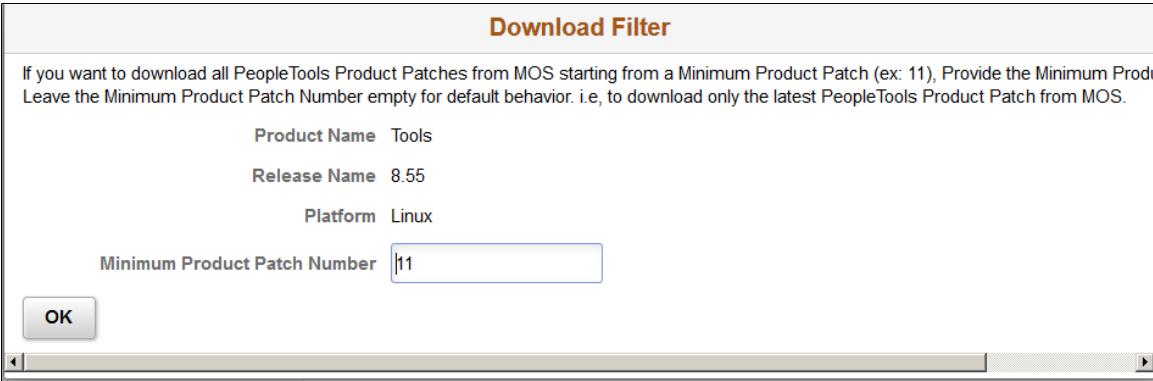 Download Filter
If you want to download all PeopleTools Product Patches from MOS starting from a Minimum Product Patch (ex: 11), Provide the Minimum
Leave the Minimum Product Patch Number empty for default behavior. i.e, to download only the latest PeopleTools Product Patch from MOS.
Product Name Tools
Release Name 8.55
Platform Linux
Minimum Product Patch Number 11
OK